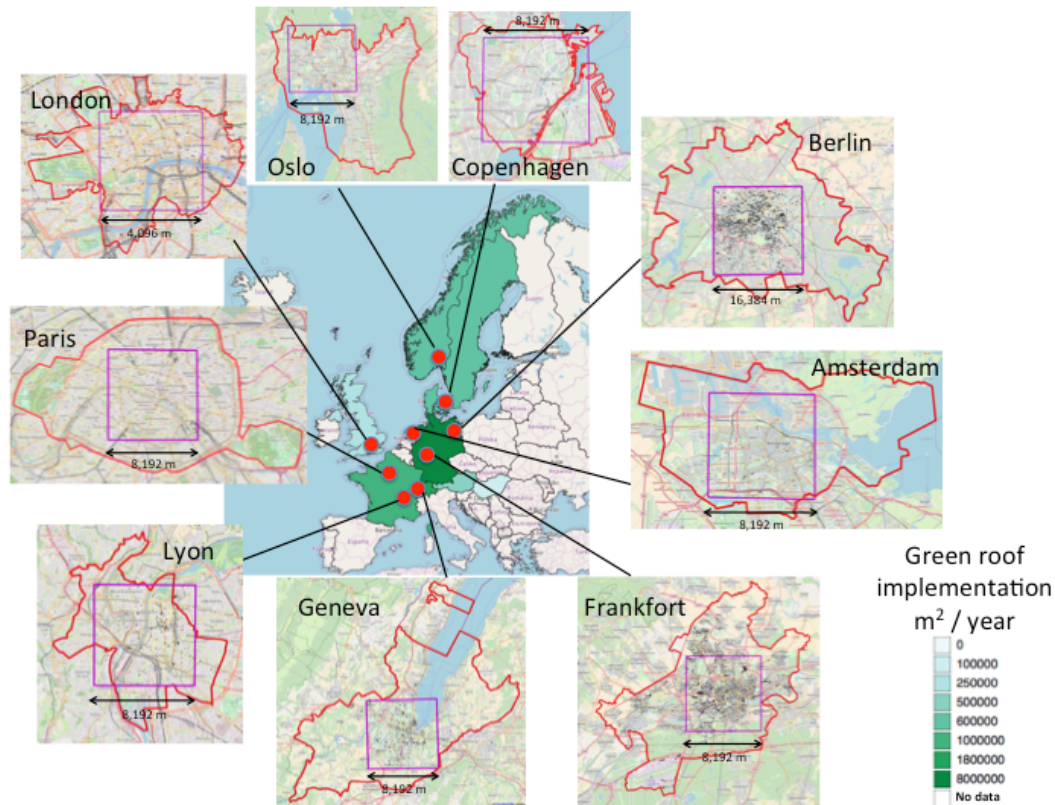 8,192 m
8,192 m
London
Oslo
Copenhagen
Berlin
4,096 m
16,384 m
Paris
Amsterdam
8,192 m
8,192 m
Lyon
Geneva
Frankfort
8,192 m
8,192 m
8,192 m
Green roof
implementation
m² / year
0
100000
250000
500000
600000
1000000
1800000
8000000
No data